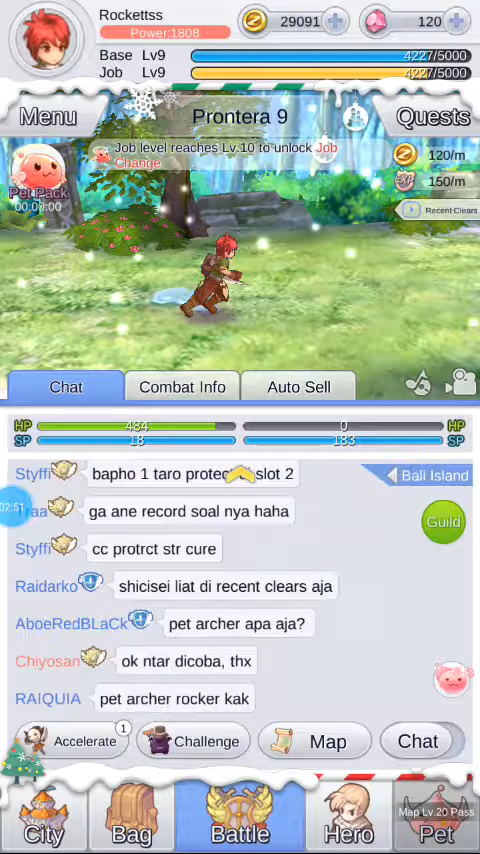 Rockettss
29091
120
Power:1808
Base Lv9
4227/5000
Job Lv9
4227/5000
Menu
Prontera 9
Quests
Job level reaches Lv.10 to unlock Job Change
120/m
EXP
150/m
Pet Pack
00:00:00
Recent Clears
Chat
Combat Info
Auto Sell
HP
484
0
HP
SP
18
183
SP
Styffi
bapho 1 taro protect slot 2
Bali Island
02:51
ga ane record soal nya haha
Guild
Styffi
cc protrct str cure
Raidarko
shicisei liat di recent clears aja
AboeRedBLaCk
pet archer apa aja?
Chiyosan
ok ntar dicoba, thx
RAIQUIA
pet archer rocker kak
Accelerate
1
Challenge
Map
Chat
City
Bag
Battle
Hero
Map Lv.20 Pass
Pet